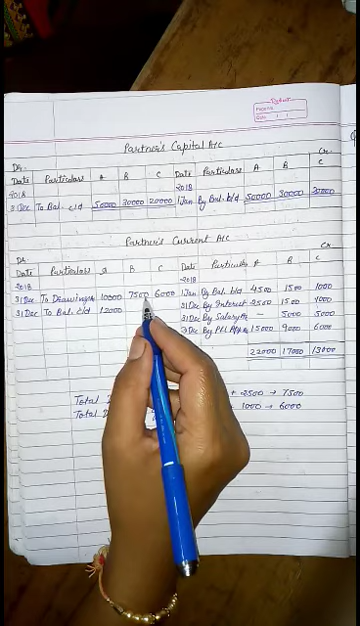 Partner's Capital A/c
Dr. Cr.
Date Particulars A B C Date Particulars A B C
2018 2018
31 Dec To Bal. c/d 50000 30000 20000 1 Jan By Bal. b/d 50000 30000 20000
Partner's Current A/c
Dr. Cr.
Date Particulars A B C Date Particulars A B C
2018 2018
31 Dec To Drawings 10000 7500 6000 1 Jan By Bal. b/d 4500 1500 1000
31 Dec To Bal. c/d 12000 31 Dec By Interest 2500 1500 1000
31 Dec By Salary - 5000 5000
31 Dec By P/L App 15000 9000 6000
22000 17000 13000
Total + 2500 → 7500
Total 1000 → 6000